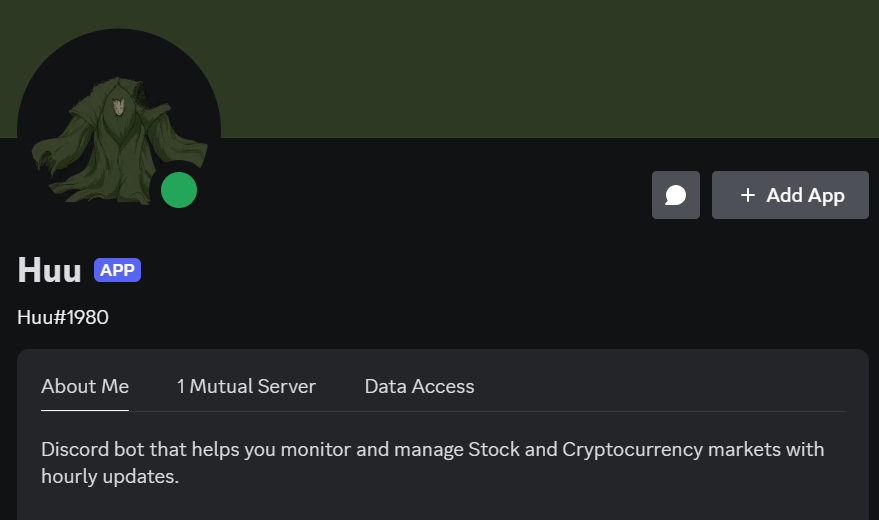 + Add App
Huu APP
Huu#1980
About Me 1 Mutual Server Data Access
Discord bot that helps you monitor and manage Stock and Cryptocurrency markets with
hourly updates.